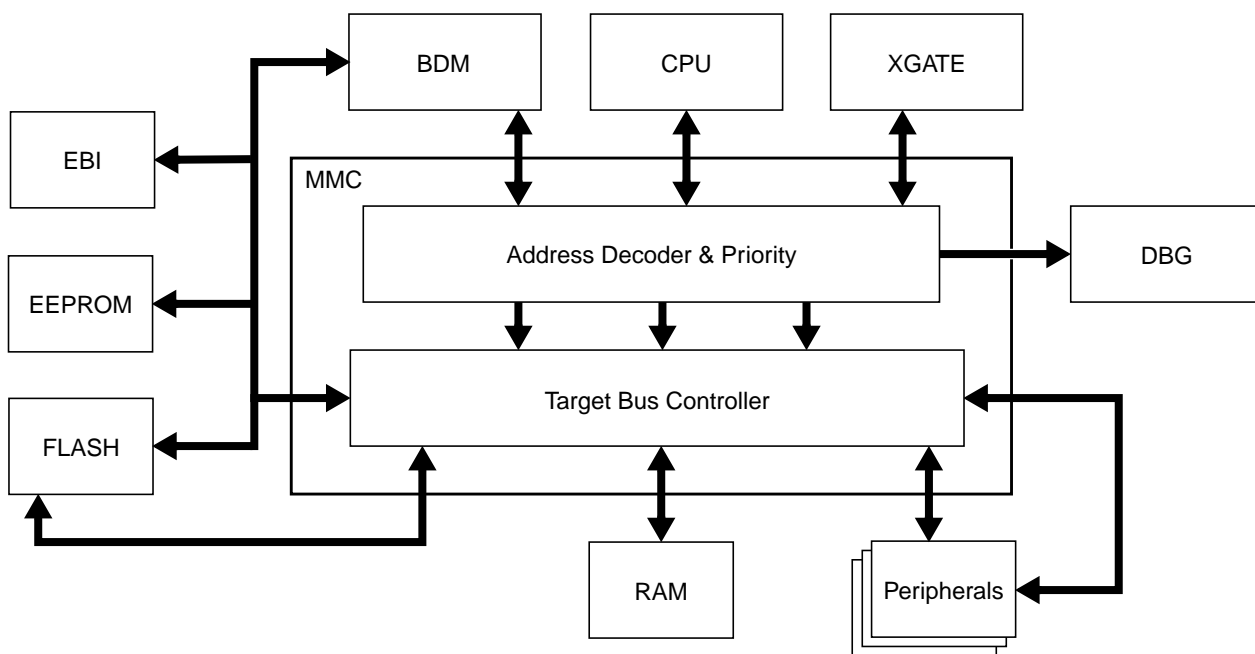 BDM
CPU
XGATE
EBI
MMC
Address Decoder & Priority
DBG
EEPROM
Target Bus Controller
FLASH
RAM
Peripherals